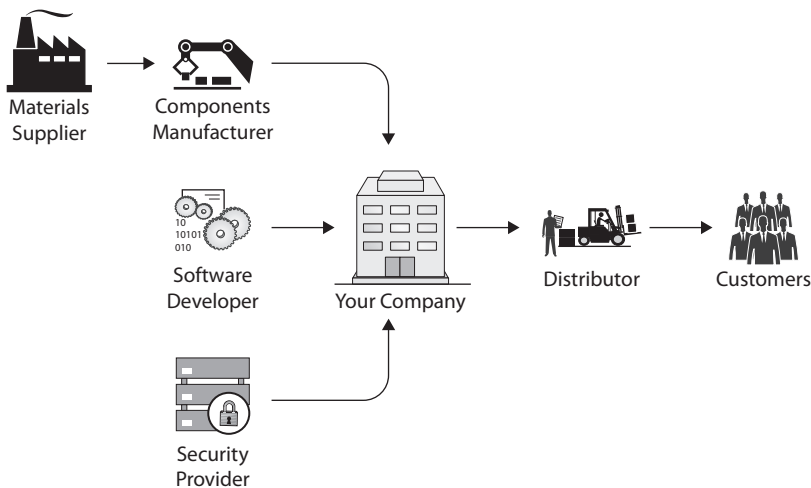 Materials
Supplier
Components
Manufacturer
10
10101
010
Software
Developer
Your Company
Distributor
Customers
Security
Provider